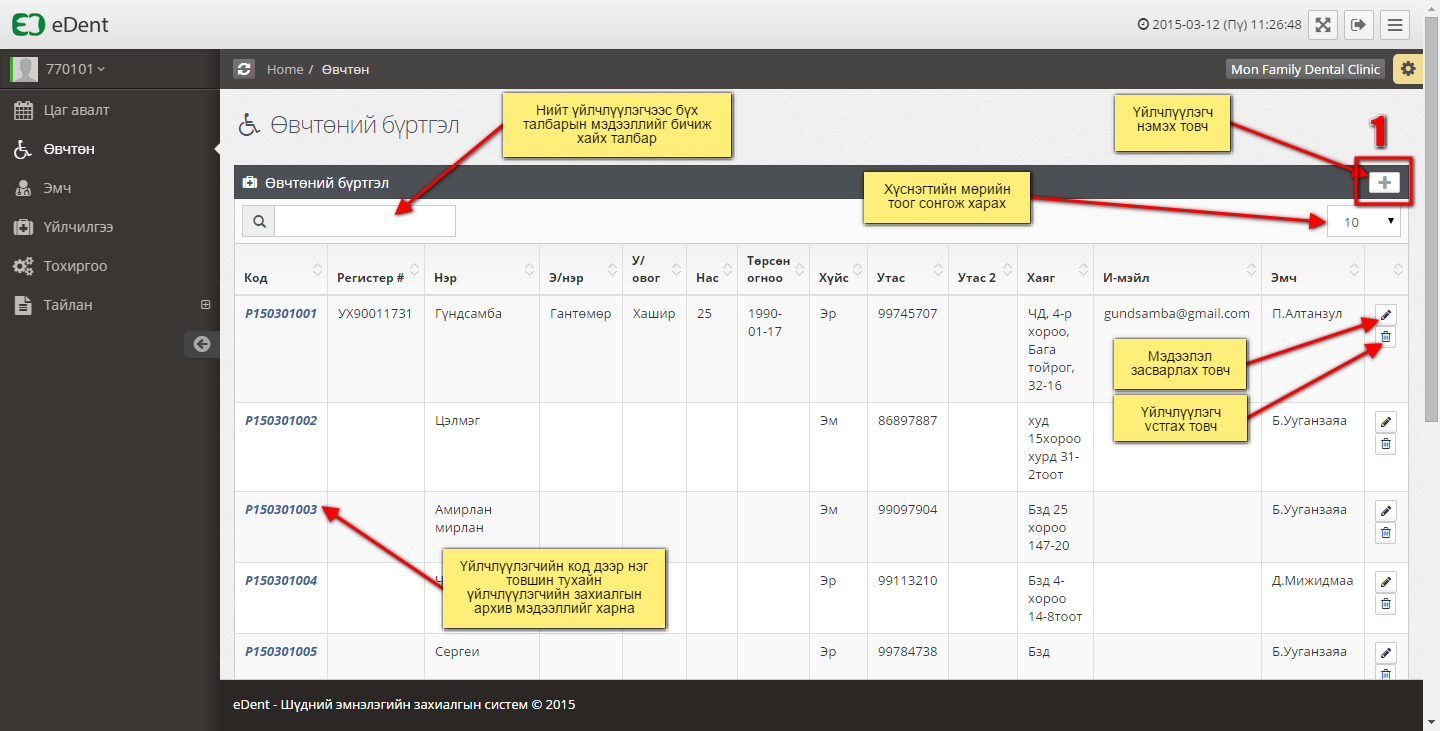 eDent
2015-03-12 (Пү) 11:26:48
770101
Home / Өвчтөн
Mon Family Dental Clinic
Цаг авалт
Өвчтөн
Эмч
Үйлчилгээ
Тохиргоо
Тайлан
Өвчтөний бүртгэл
Нийт үйлчлүүлэгчээс бүх
талбарын мэдээллийг бичиж
хайх талбар
Үйлчлүүлэгч
нэмэх товч
1
Өвчтөний бүртгэл
Хүснэгтийн мөрийн
тоог сонгож харах
10
Код Регистер # Нэр Э/нэр У/овог Нас Төрсөн огноо Хүйс Утас Утас 2 Хаяг И-мэйл Эмч
P150301001 УХ90011731 Гүндсамба Гантөмөр Хашир 25 1990-01-17 Эр 99745707 ЧД, 4-р хороо, Бага тойрог, 32-16 gundsamba@gmail.com П.Алтанзул
Мэдээлэл
засварлах товч
Үйлчлүүлэгч
устгах товч
P150301002 Цэлмэг Эм 86897887 худ 15хороо хурд 31-2тоот Б.Ууганзаяа
P150301003 Амирлан мирлан Эм 99097904 Бзд 25 хороо 147-20 Б.Ууганзаяа
Үйлчлүүлэгчийн код дээр нэг
товшин тухайн
үйлчлүүлэгчийн захиалгын
архив мэдээллийг харна
P150301004 Эр 99113210 Бзд 4-хороо 14-8тоот Д.Мижидмаа
P150301005 Сергеи Эр 99784738 Бзд Б.Ууганзаяа
eDent - Шүдний эмнэлэгийн захиалгын систем © 2015